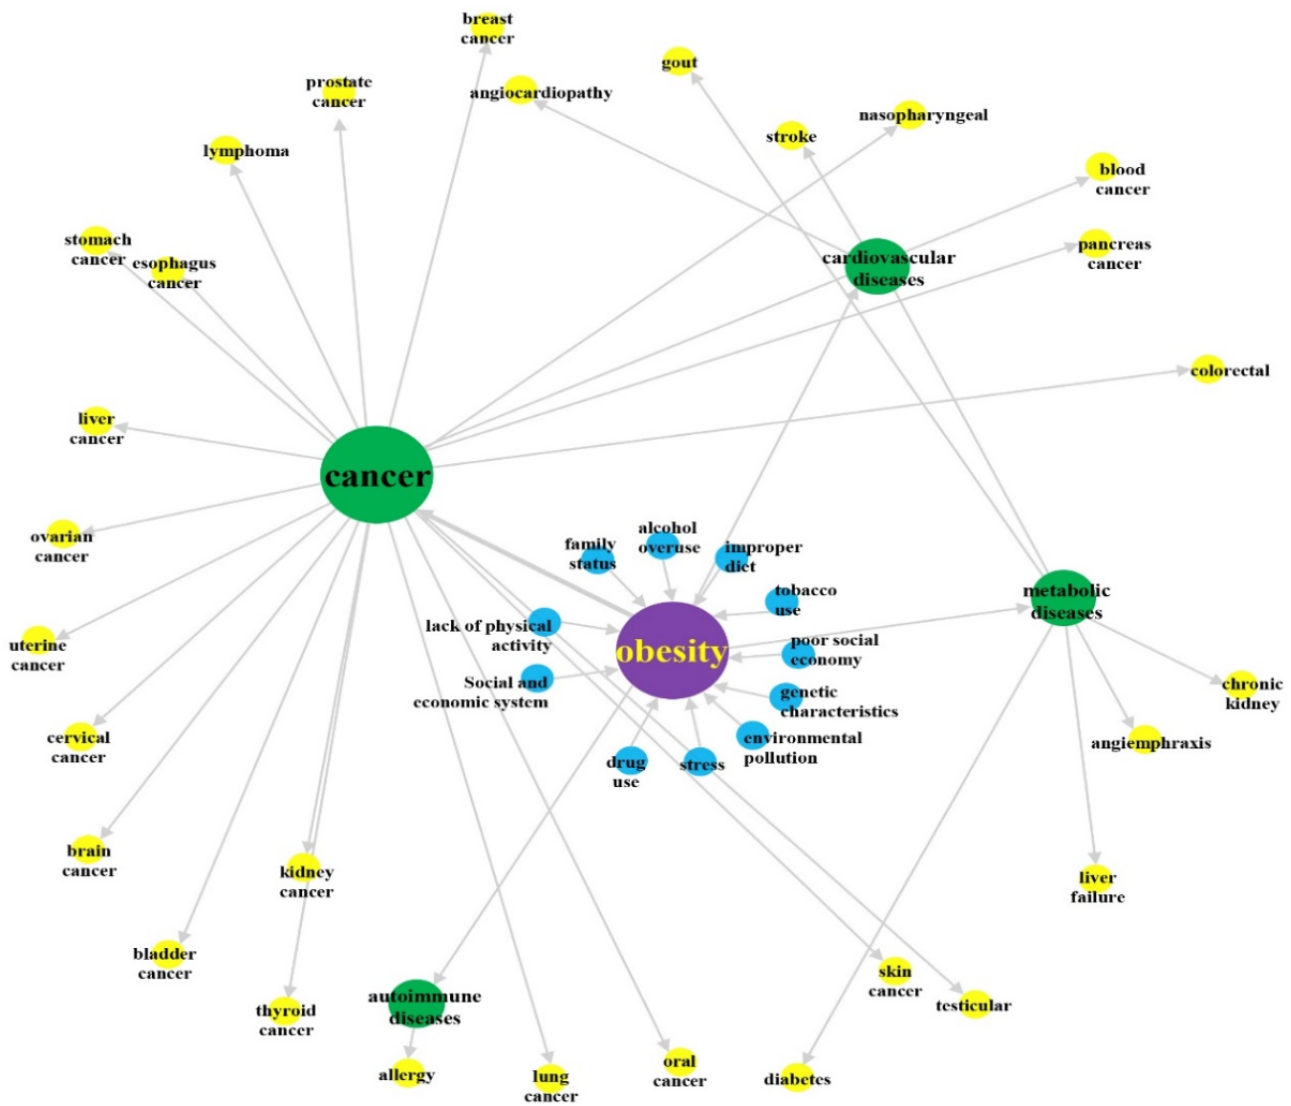 breast
cancer
gout
prostate
cancer
angiocardiopathy
nasopharyngeal
stroke
lymphoma
blood
cancer
stomach
cancer
esophagus
cancer
pancreas
cancer
cardiovascular
diseases
colorectal
liver
cancer
cancer
ovarian
cancer
alcohol
overuse
family
status
improper
diet
tobacco
use
metabolic
diseases
lack of physical
activity
obesity
poor social
economy
uterine
cancer
Social and
economic system
genetic
characteristics
chronic
kidney
cervical
cancer
environmental
pollution
angiemphraxis
drug
use
stress
brain
cancer
kidney
cancer
liver
failure
bladder
cancer
skin
cancer
testicular
thyroid
cancer
autoimmune
diseases
allergy
lung
cancer
oral
cancer
diabetes